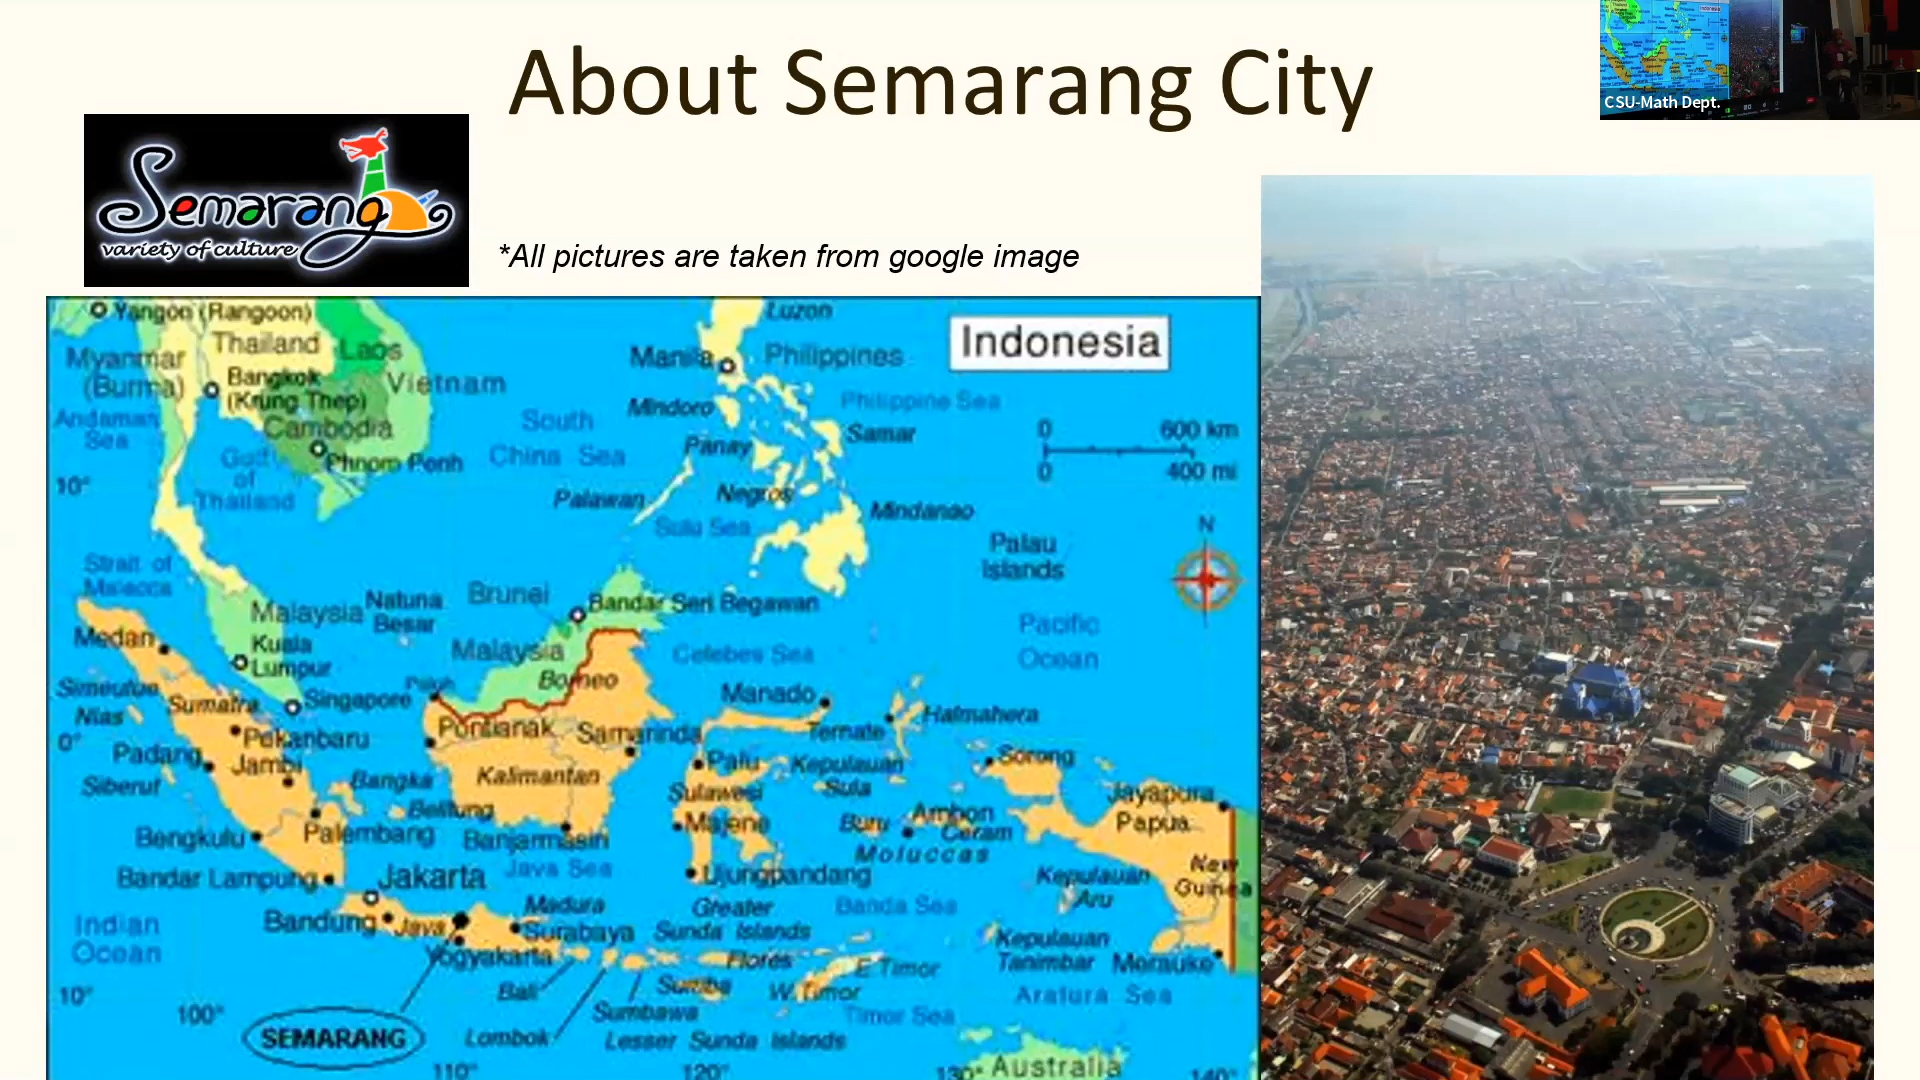 About Semarang City
CSU-Math Dept.
Semarang
variety of culture
*All pictures are taken from google image
Yangon (Rangoon)
Luzon
Indonesia
Thailand
Laos
Myanmar
(Burma)
Manila
Philippines
Bangkok
(Krung Thep)
Vietnam
Mindoro
Philippine Sea
Andaman
Sea
South
China Sea
Cambodia
Samar
0 600 km
0 400 mi
Panay
Gulf
of
Thailand
Phnom Penh
10°
Palawan
Negros
Mindanao
Sulu Sea
N
Palau
Islands
Strait of
Malacca
Brunei
Bandar Seri Begawan
Malaysia
Natuna
Besar
Pacific
Ocean
Medan
Kuala
Lumpur
Malaysia
Celebes Sea
Borneo
Simeulue
Nias
Sumatra
Singapore
Manado
Halmahera
Pontianak
Samarinda
Ternate
0°
Pekanbaru
Padang
Jambi
Palu
Kepulauan
Sula
Sorong
Siberut
Bangka
Kalimantan
Sulawesi
Belitung
Jayapura
Papua
Bengkulu
Palembang
Banjarmasin
Majene
Buru
Ambon
Ceram
Moluccas
Java Sea
New
Guinea
Bandar Lampung
Jakarta
Ujungpandang
Kepulauan
Aru
Madura
Greater
Sunda Islands
Banda Sea
Indian
Ocean
Bandung
Java
Surabaya
Kepulauan
Tanimbar
Merauke
Yogyakarta
Flores
E Timor
Bali
Sumba
W Timor
Arafura Sea
10°
100°
Sumbawa
Timor Sea
SEMARANG
Lombok
Lesser Sunda Islands
Australia
110°
120°
130°
140°